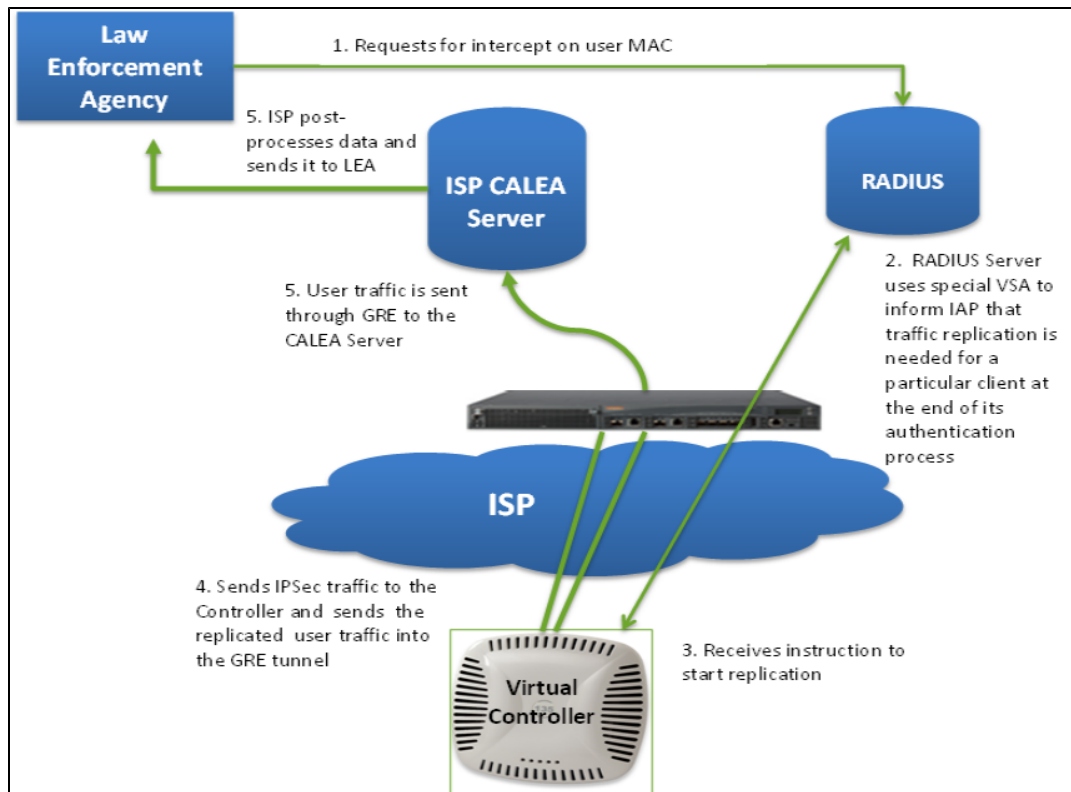 Law
Enforcement
Agency
1. Requests for intercept on user MAC
5. ISP post-
processes data and
sends it to LEA
ISP CALEA
Server
RADIUS
5. User traffic is sent
through GRE to the
CALEA Server
2. RADIUS Server
uses special VSA to
inform IAP that
traffic replication is
needed for a
particular client at
the end of its
authentication
process
ISP
4. Sends IPSec traffic to the
Controller and sends the
replicated user traffic into
the GRE tunnel
3. Receives instruction to
start replication
Virtual
Controller